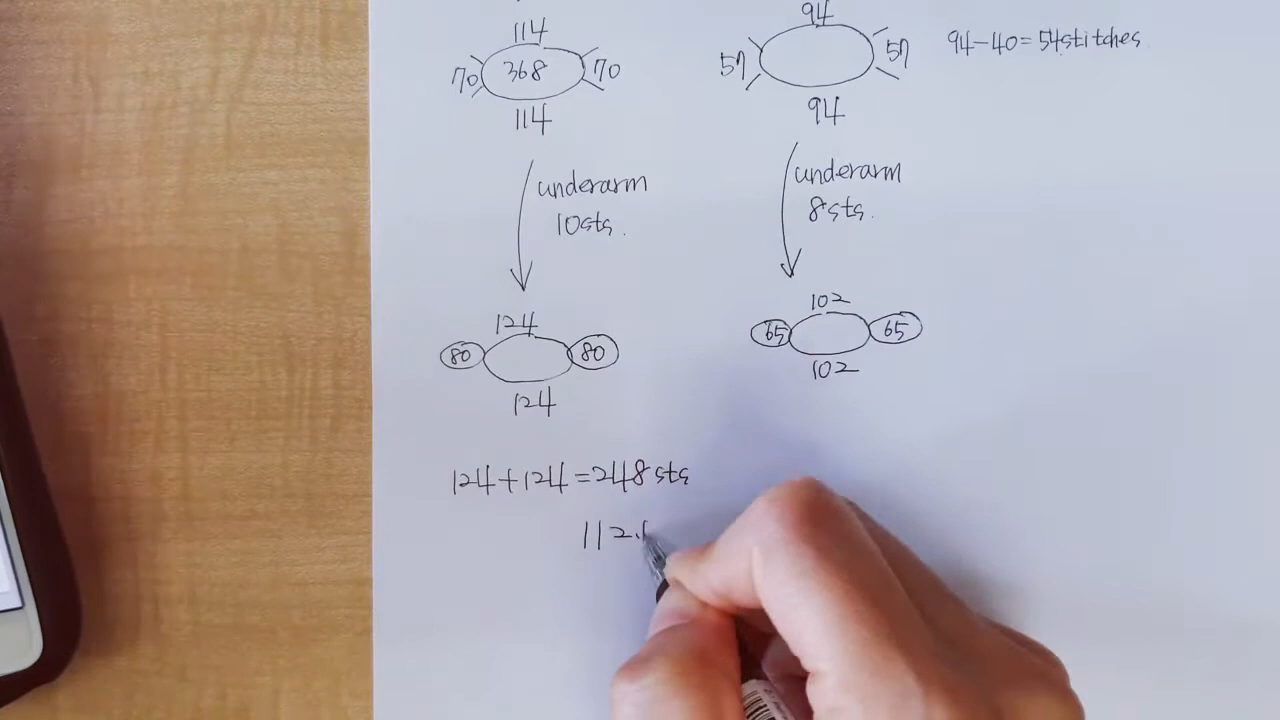 114
70 368 70
114
underarm
10sts.
124
80 80
124
124+124=248sts
112.
94
57 57
94
94-40=54stitches
underarm
8sts.
102
65 65
102